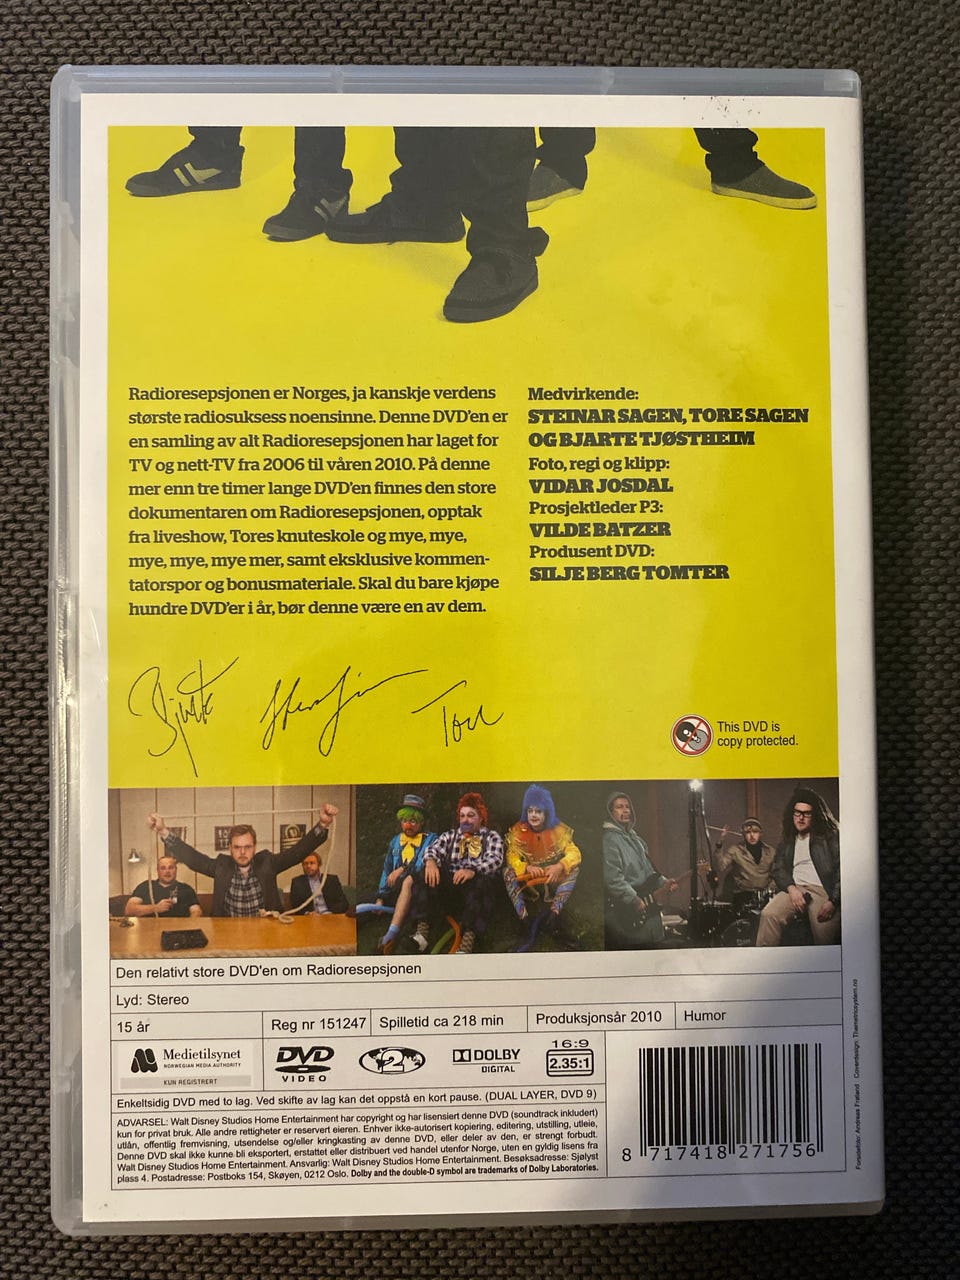 Radioresepsjonen er Norges, ja kanskje verdens
største radiosuksess noensinne. Denne DVD'en er
en samling av alt Radioresepsjonen har laget for
TV og nett-TV fra 2006 til våren 2010. På denne
mer enn tre timer lange DVD'en finnes den store
dokumentaren om Radioresepsjonen, opptak
fra liveshow, Tores knuteskole og mye, mye,
mye, mye, mye mer, samt eksklusive kommen-
tatorspor og bonusmateriale. Skal du bare kjøpe
hundre DVD'er i år, bør denne være en av dem.
Medvirkende:
STEINAR SAGEN, TORE SAGEN
OG BJARTE TJØSTHEIM
Foto, regi og klipp:
VIDAR JOSDAL
Prosjektleder P3:
VILDE BATZER
Produsent DVD:
SILJE BERG TOMTER
This DVD is
copy protected.
Den relativt store DVD'en om Radioresepsjonen
Lyd: Stereo
15 år
Reg nr 151247
Spilletid ca 218 min
Produksjonsår 2010
Humor
Medietilsynet
NORWEGIAN MEDIA AUTHORITY
KUN REGISTRERT
DVD
VIDEO
2
DOLBY
DIGITAL
16:9
2.35:1
Enkeltsidig DVD med to lag. Ved skifte av lag kan det oppstå en kort pause. (DUAL LAYER, DVD 9)
ADVARSEL: Walt Disney Studios Home Entertainment har copyright og har lisensiert denne DVD (soundtrack inkludert)
kun for privat bruk. Alle andre rettigheter er reservert eieren. Enhver ikke-autorisert kopiering, editering, utstilling, utleie,
utlån, offentlig fremvisning, utsendelse og/eller kringkasting av denne DVD, eller deler av den, er strengt forbudt.
Denne DVD skal ikke kunne bli eksportert, erstattet eller distribuert ved handel utenfor Norge, uten en gyldig lisens fra
Walt Disney Studios Home Entertainment. Ansvarlig: Walt Disney Studios Home Entertainment. Besøksadresse: Sjølyst
plass 4. Postadresse: Postboks 154, Skøyen, 0212 Oslo. Dolby and the double-D symbol are trademarks of Dolby Laboratories.
8 717418 271756
Forsidefoto: Andreas Fratland Coverdesign: Themetricsystem.no